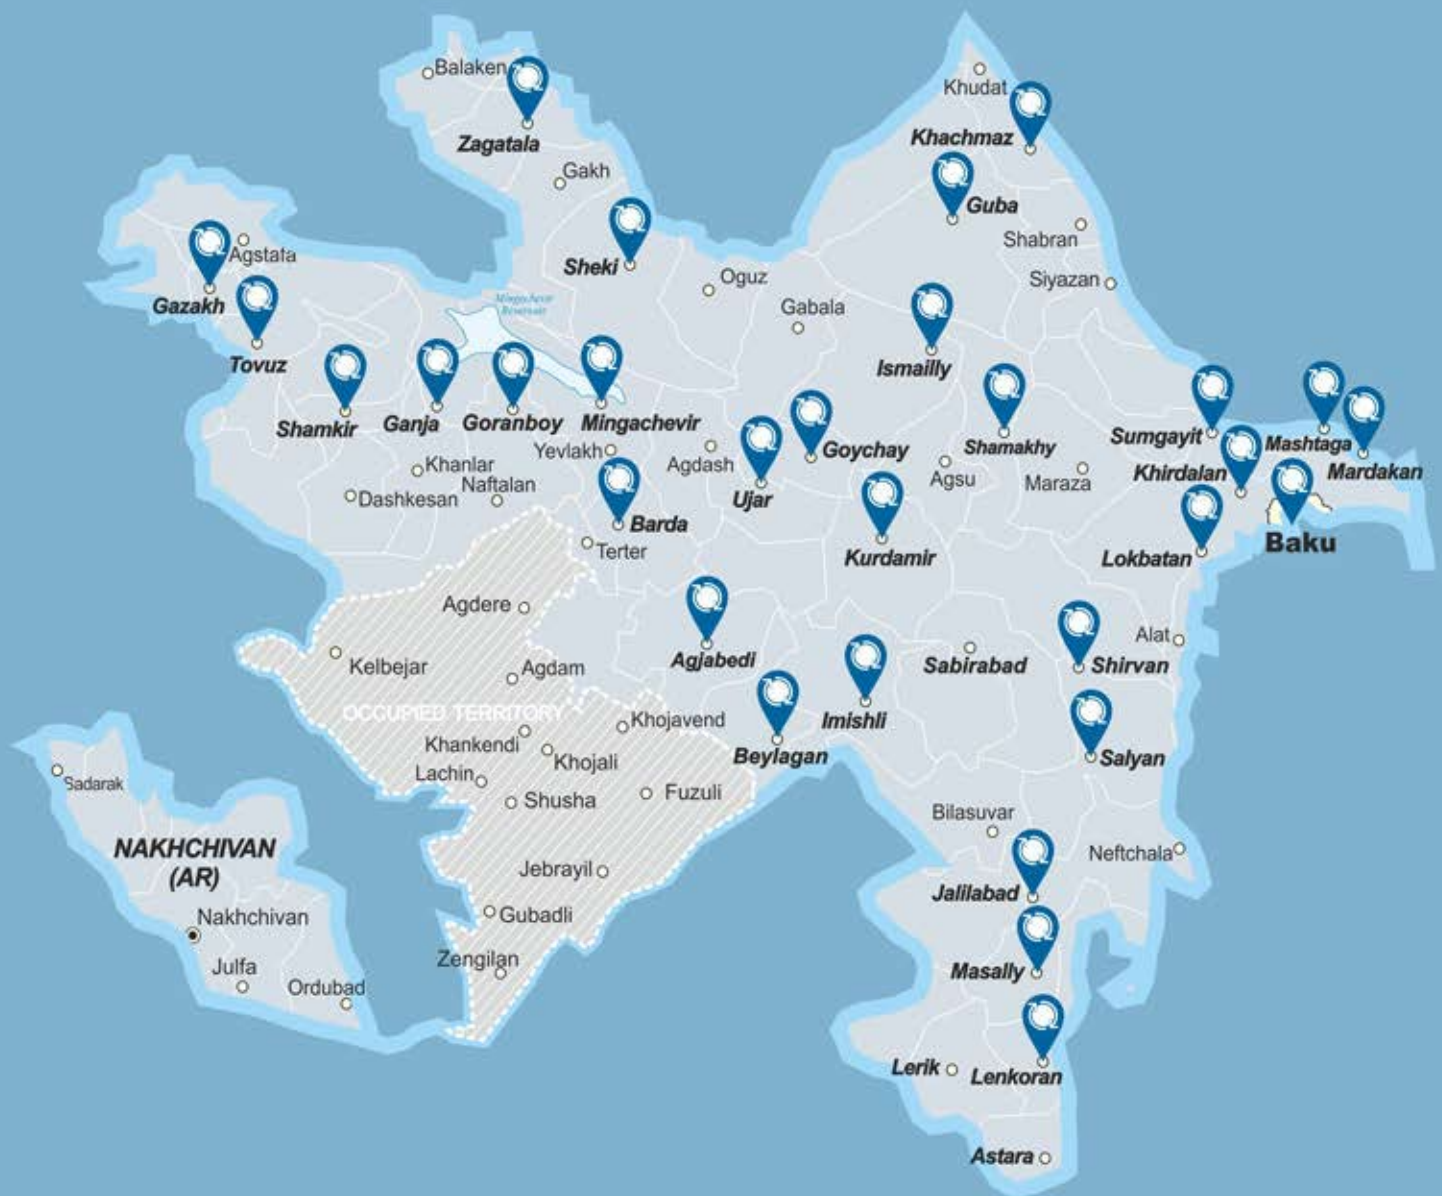 Khudat
Balaken
Khachmaz
Zagatala
Gakh
Guba
Shabran
Agstafa
Sheki
Oguz
Siyazan
Gazakh
Mingachevir
Reservoir
Gabala
Tovuz
Ismailly
Shamkir
Ganja
Goranboy
Mingachevir
Sumgayit
Mashtaga
Shamakhy
Goychay
Yevlakh
Agdash
Khanlar
Khirdalan
Mardakan
Agsu
Maraza
Naftalan
Dashkesan
Ujar
Barda
Baku
Terter
Kurdamir
Lokbatan
Agdere
Alat
Agjabedi
Sabirabad
Shirvan
Kelbejar
Agdam
OCCUPIED TERRITORY
Khojavend
Imishli
Khankendi
Beylagan
Salyan
Khojali
Lachin
Sadarak
Fuzuli
Shusha
Bilasuvar
NAKHCHIVAN
(AR)
Neftchala
Jebrayil
Jalilabad
Nakhchivan
Gubadli
Zengilan
Julfa
Masally
Ordubad
Lerik
Lenkoran
Astara